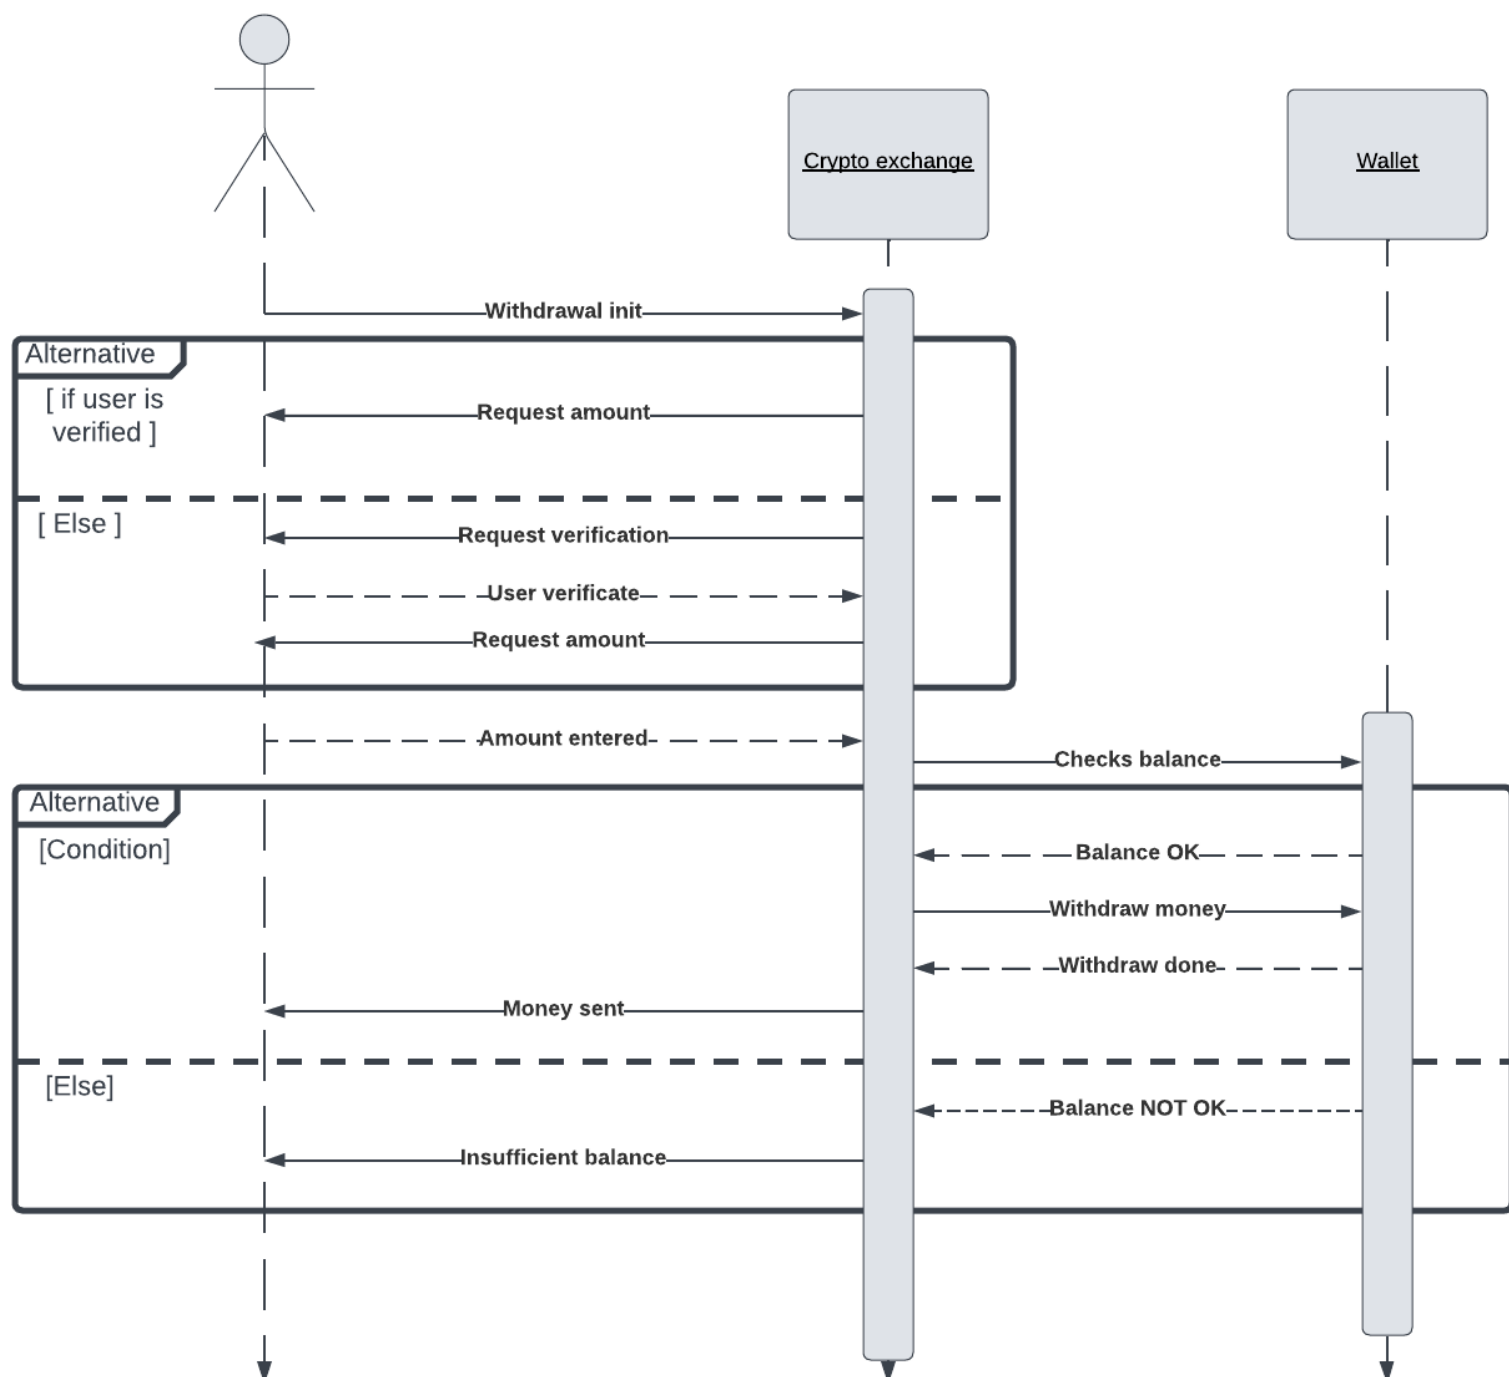 Crypto exchange
Wallet
Withdrawal init
Alternative
[ if user is
verified ]
Request amount
[ Else ]
Request verification
User verificate
Request amount
Amount entered
Checks balance
Alternative
[Condition]
Balance OK
Withdraw money
Withdraw done
Money sent
[Else]
Balance NOT OK
Insufficient balance